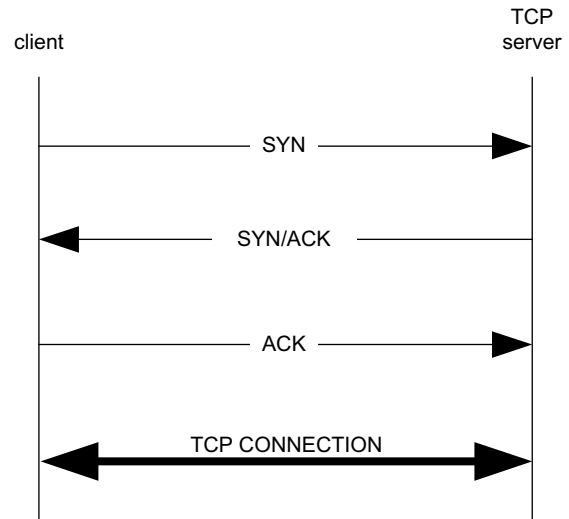 client
TCP
server
SYN
SYN/ACK
ACK
TCP CONNECTION